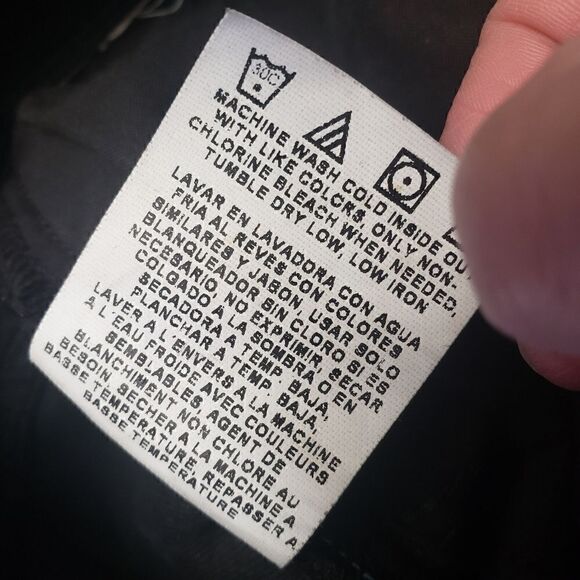 30C
MACHINE WASH COLD INSIDE OUT
WITH LIKE COLORS, ONLY NON-
CHLORINE BLEACH WHEN NEEDED,
TUMBLE DRY LOW, LOW IRON
LAVAR EN LAVADORA CON AGUA
FRIA AL REVES CON COLORES
SIMILARES Y JABON, USAR SOLO
BLANQUEADOR SIN CLORO SI ES
NECESARIO, NO EXPRIMIR, SECAR
COLGADO A LA SOMBRA O EN
SECADORA A TEMP. BAJA,
PLANCHAR A TEMP. BAJA,
LAVER A L'ENVERS A LA MACHINE
A L'EAU FROIDE AVEC COULEURS
SEMBLABLES, AGENT DE
BLANCHIMENT NON CHLORE AU
BESOIN, SECHER A LA MACHINE A
BASSE TEMPERATURE, REPASSER A
BASSE TEMPERATURE